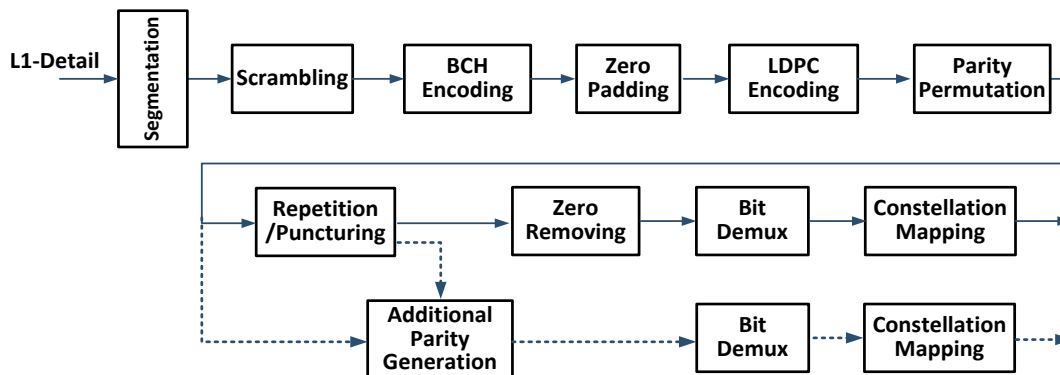 L1-Detail
Segmentation
Scrambling
BCH
Encoding
Zero
Padding
LDPC
Encoding
Parity
Permutation
Repetition
/Puncturing
Zero
Removing
Bit
Demux
Constellation
Mapping
Additional
Parity
Generation
Bit
Demux
Constellation
Mapping